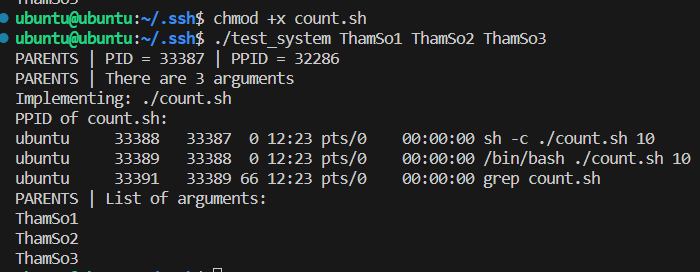 ThamSo3
ubuntu@ubuntu:~/.ssh$ chmod +x count.sh
ubuntu@ubuntu:~/.ssh$ ./test_system ThamSo1 ThamSo2 ThamSo3
PARENTS | PID = 33387 | PPID = 32286
PARENTS | There are 3 arguments
Implementing: ./count.sh
PPID of count.sh:
ubuntu     33388   33387  0 12:23 pts/0    00:00:00 sh -c ./count.sh 10
ubuntu     33389   33388  0 12:23 pts/0    00:00:00 /bin/bash ./count.sh 10
ubuntu     33391   33389 66 12:23 pts/0    00:00:00 grep count.sh
PARENTS | List of arguments:
ThamSo1
ThamSo2
ThamSo3